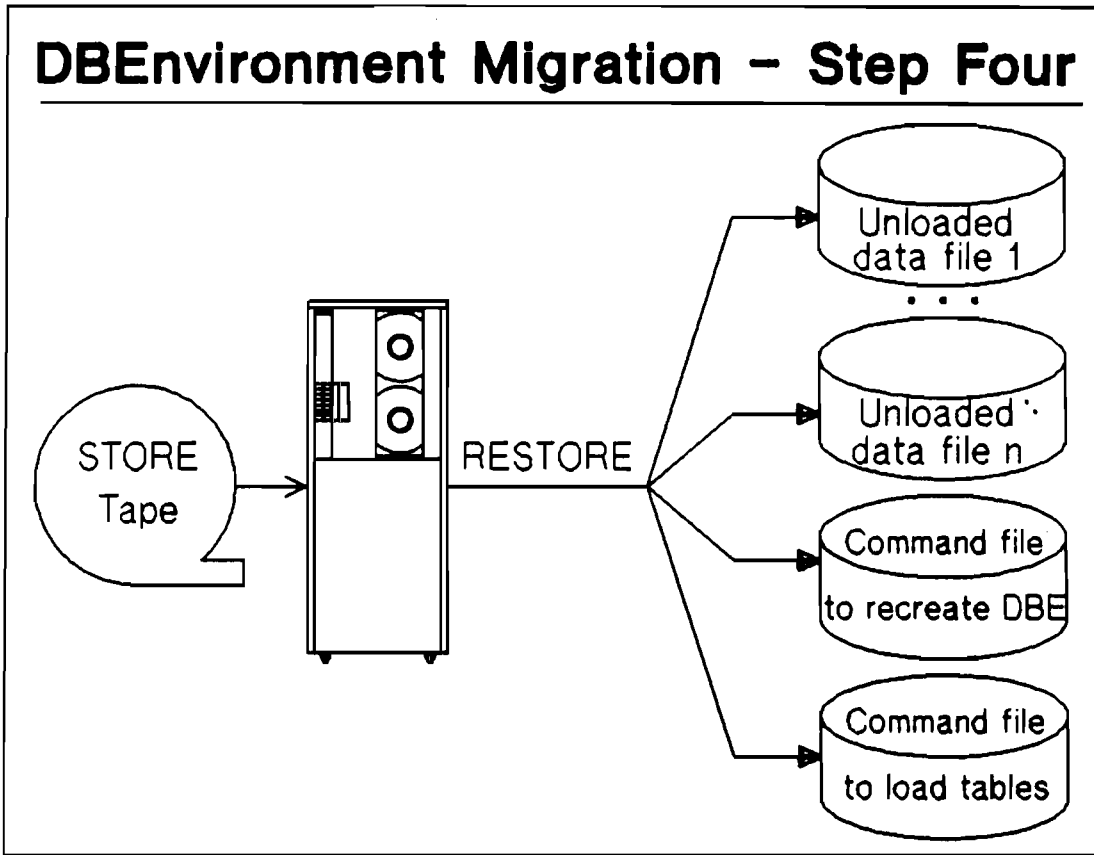 DBEnvironment Migration - Step Four
Unloaded
data file 1
. . .
Unloaded
data file n
STORE
Tape
RESTORE
Command file
to recreate DBE
Command file
to load tables